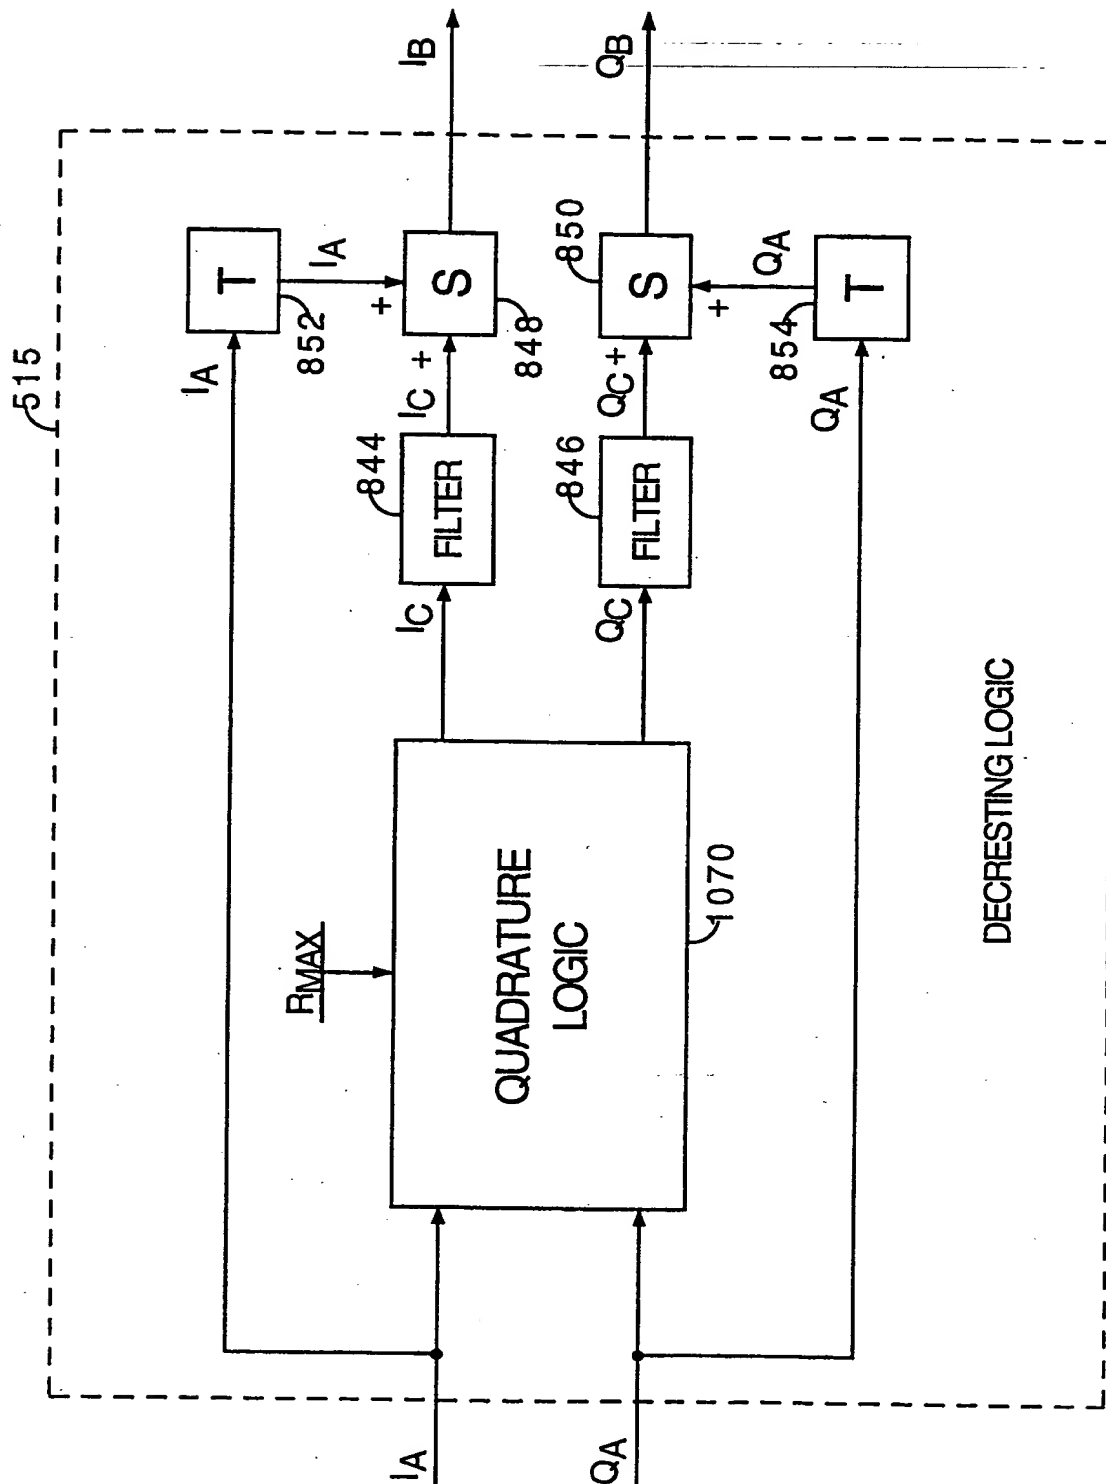 515
IA
T
852
IA
+
S
848
IB
IC
844
FILTER
IC +
RMAX
QUADRATURE
LOGIC
1070
IA
QA
QC
846
FILTER
QC +
850
S
QB
+
QA
T
854
QA
DECRESTING LOGIC